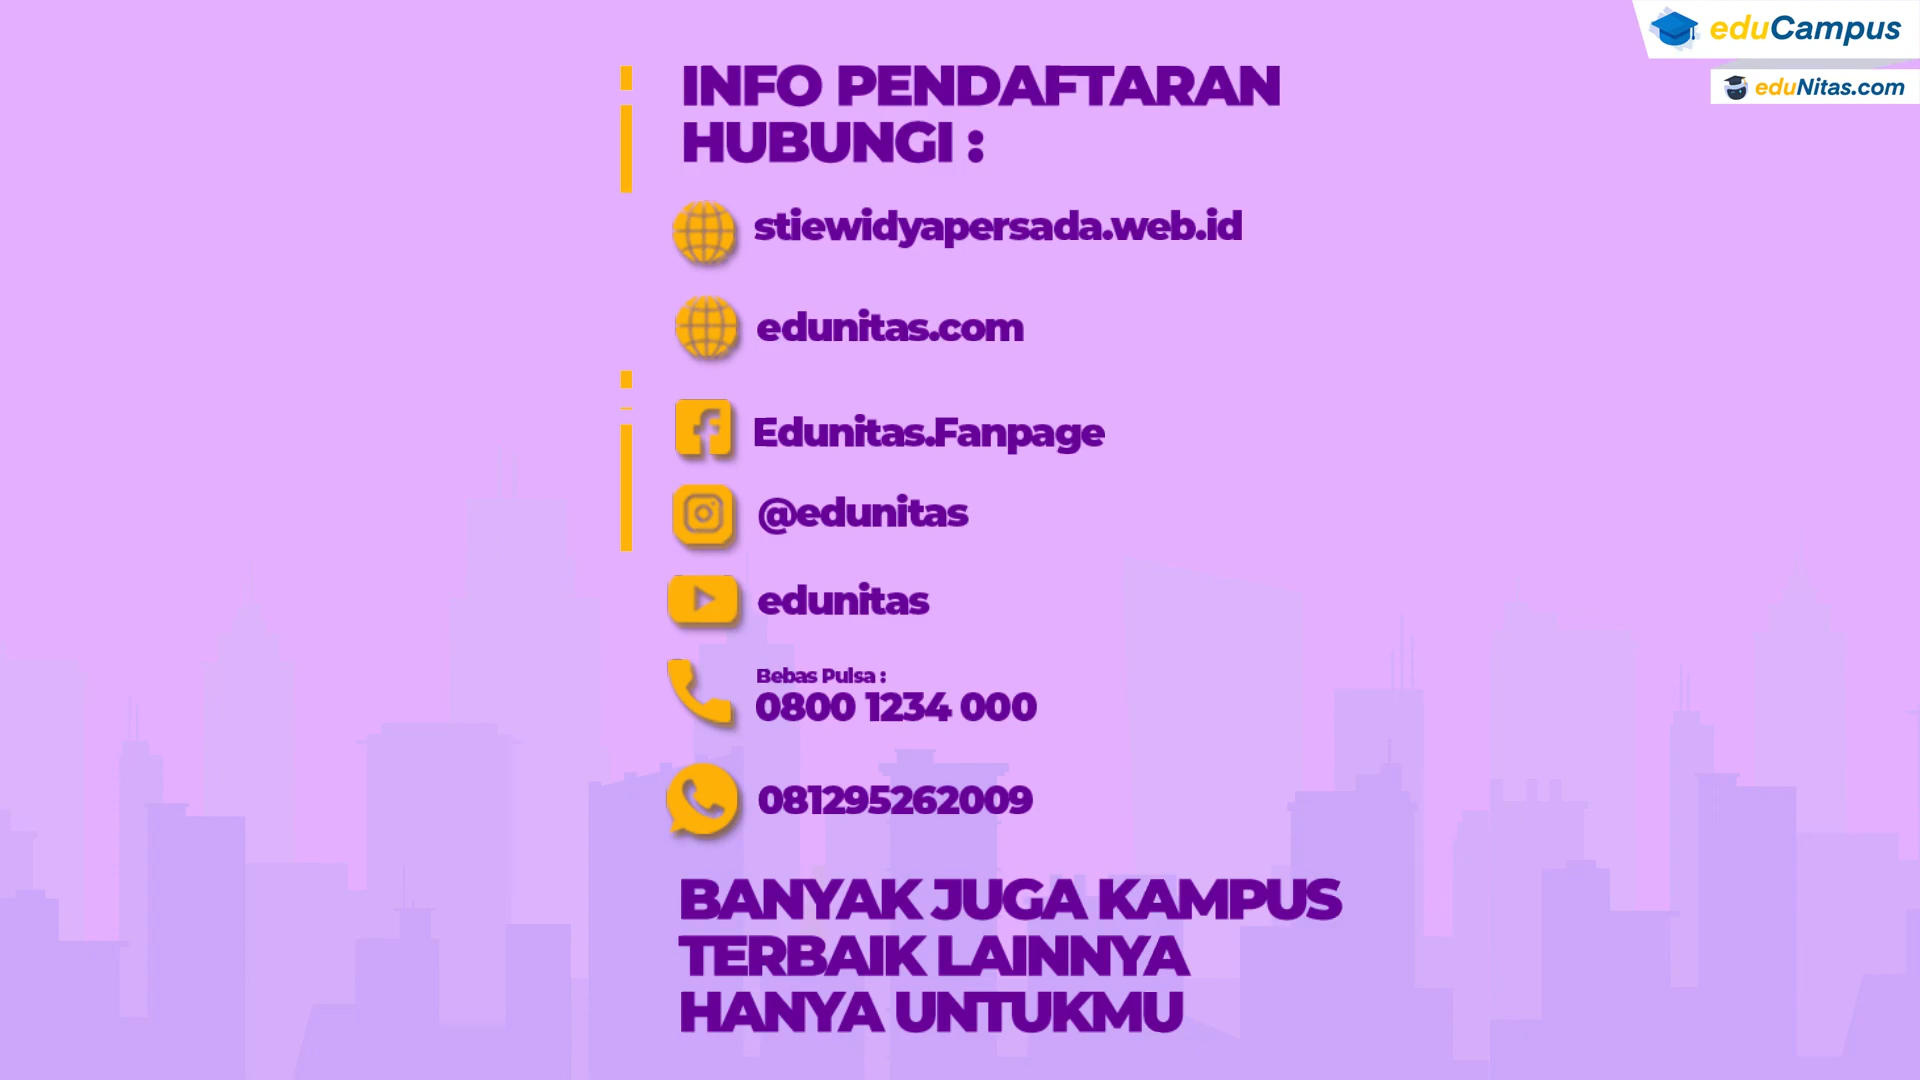 eduCampus
eduNitas.com
INFO PENDAFTARAN
HUBUNGI :
stiewidyapersada.web.id
edunitas.com
Edunitas.Fanpage
@edunitas
edunitas
Bebas Pulsa :
0800 1234 000
081295262009
BANYAK JUGA KAMPUS
TERBAIK LAINNYA
HANYA UNTUKMU